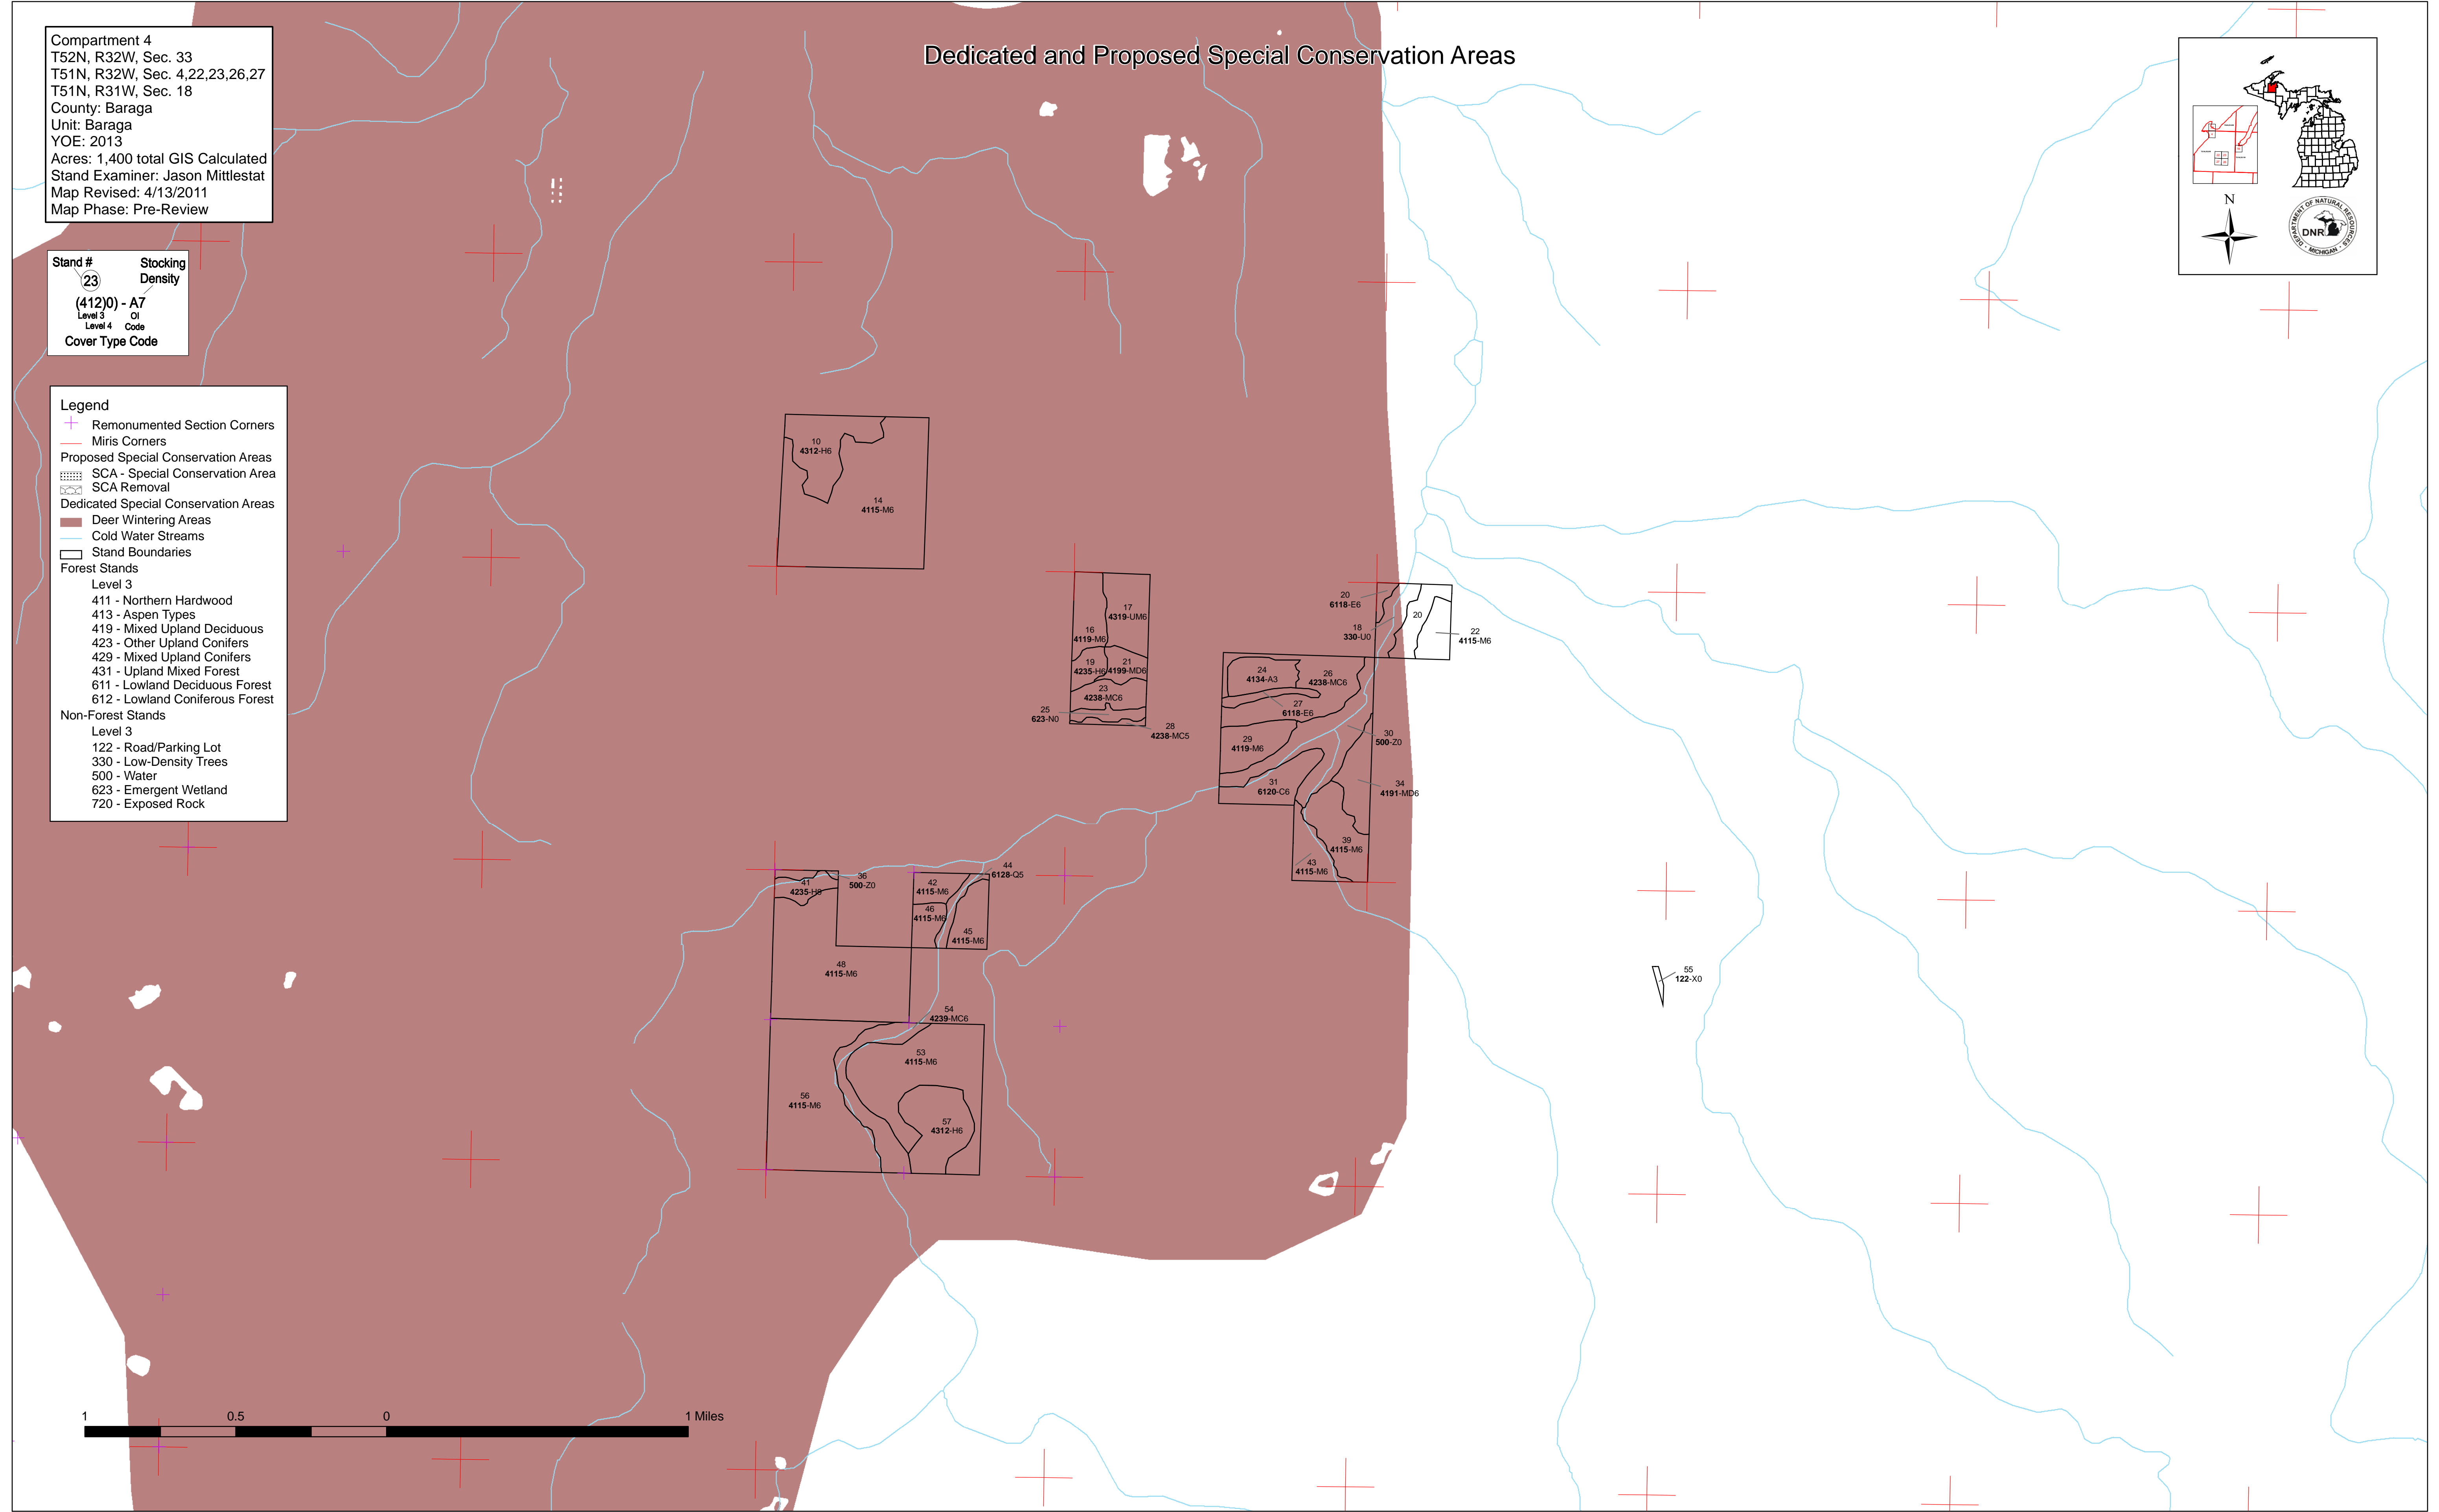 Dedicated and Proposed Special Conservation Areas
Compartment 4
T52N, R32W, Sec. 33
T51N, R32W, Sec. 4,22,23,26,27
T51N, R31W, Sec. 18
County: Baraga
Unit: Baraga
YOE: 2013
Acres: 1,400 total GIS Calculated
Stand Examiner: Jason Mittlestat
Map Revised: 4/13/2011
Map Phase: Pre-Review
Stand # Stocking
23 Density
(412)0) - A7
Level 3 OI
Level 4 Code
Cover Type Code
Legend
Remonumented Section Corners
Miris Corners
Proposed Special Conservation Areas
SCA - Special Conservation Area
SCA Removal
Dedicated Special Conservation Areas
Deer Wintering Areas
Cold Water Streams
Stand Boundaries
Forest Stands
Level 3
411 - Northern Hardwood
413 - Aspen Types
419 - Mixed Upland Deciduous
423 - Other Upland Conifers
429 - Mixed Upland Conifers
431 - Upland Mixed Forest
611 - Lowland Deciduous Forest
612 - Lowland Coniferous Forest
Non-Forest Stands
Level 3
122 - Road/Parking Lot
330 - Low-Density Trees
500 - Water
623 - Emergent Wetland
720 - Exposed Rock
N
DEPARTMENT OF NATURAL RESOURCES
DNR
MICHIGAN
10
4312-H6
14
4115-M6
17
4319-UM6
16
4119-M6
19
4235-H6
21
4199-MD6
23
4238-MC6
25
623-N0
28
4238-MC5
20
6118-E6
18
330-U0
20
22
4115-M6
24
4134-A3
26
4238-MC6
27
6118-E6
29
4119-M6
30
500-Z0
31
6120-C6
34
4191-MD6
39
4115-M6
43
4115-M6
41
4235-H6
36
500-Z0
42
4115-M6
44
6128-Q5
46
4115-M6
45
4115-M6
48
4115-M6
54
4239-MC6
53
4115-M6
56
4115-M6
57
4312-H6
55
122-X0
1 0.5 0 1 Miles